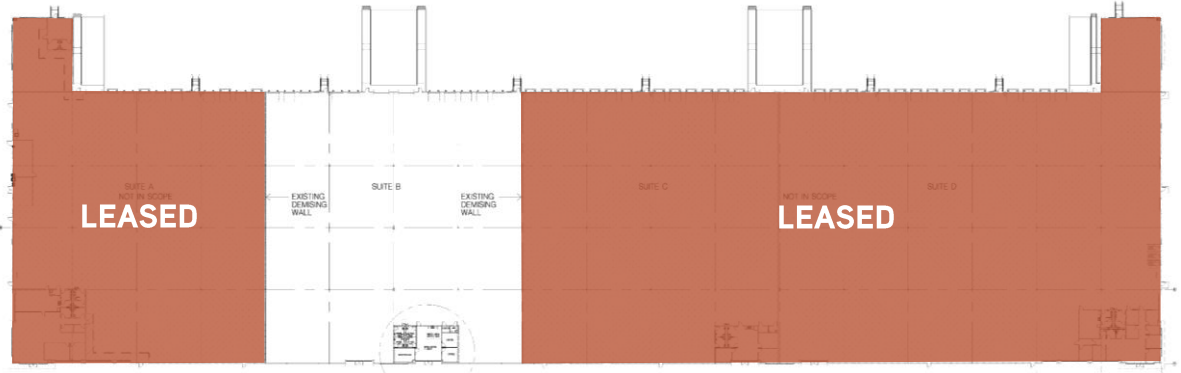 SUITE A
NOT IN SCOPE
LEASED
EXISTING
DEMISING
WALL
SUITE B
EXISTING
DEMISING
WALL
SUITE C
NOT IN SCOPE
SUITE D
LEASED